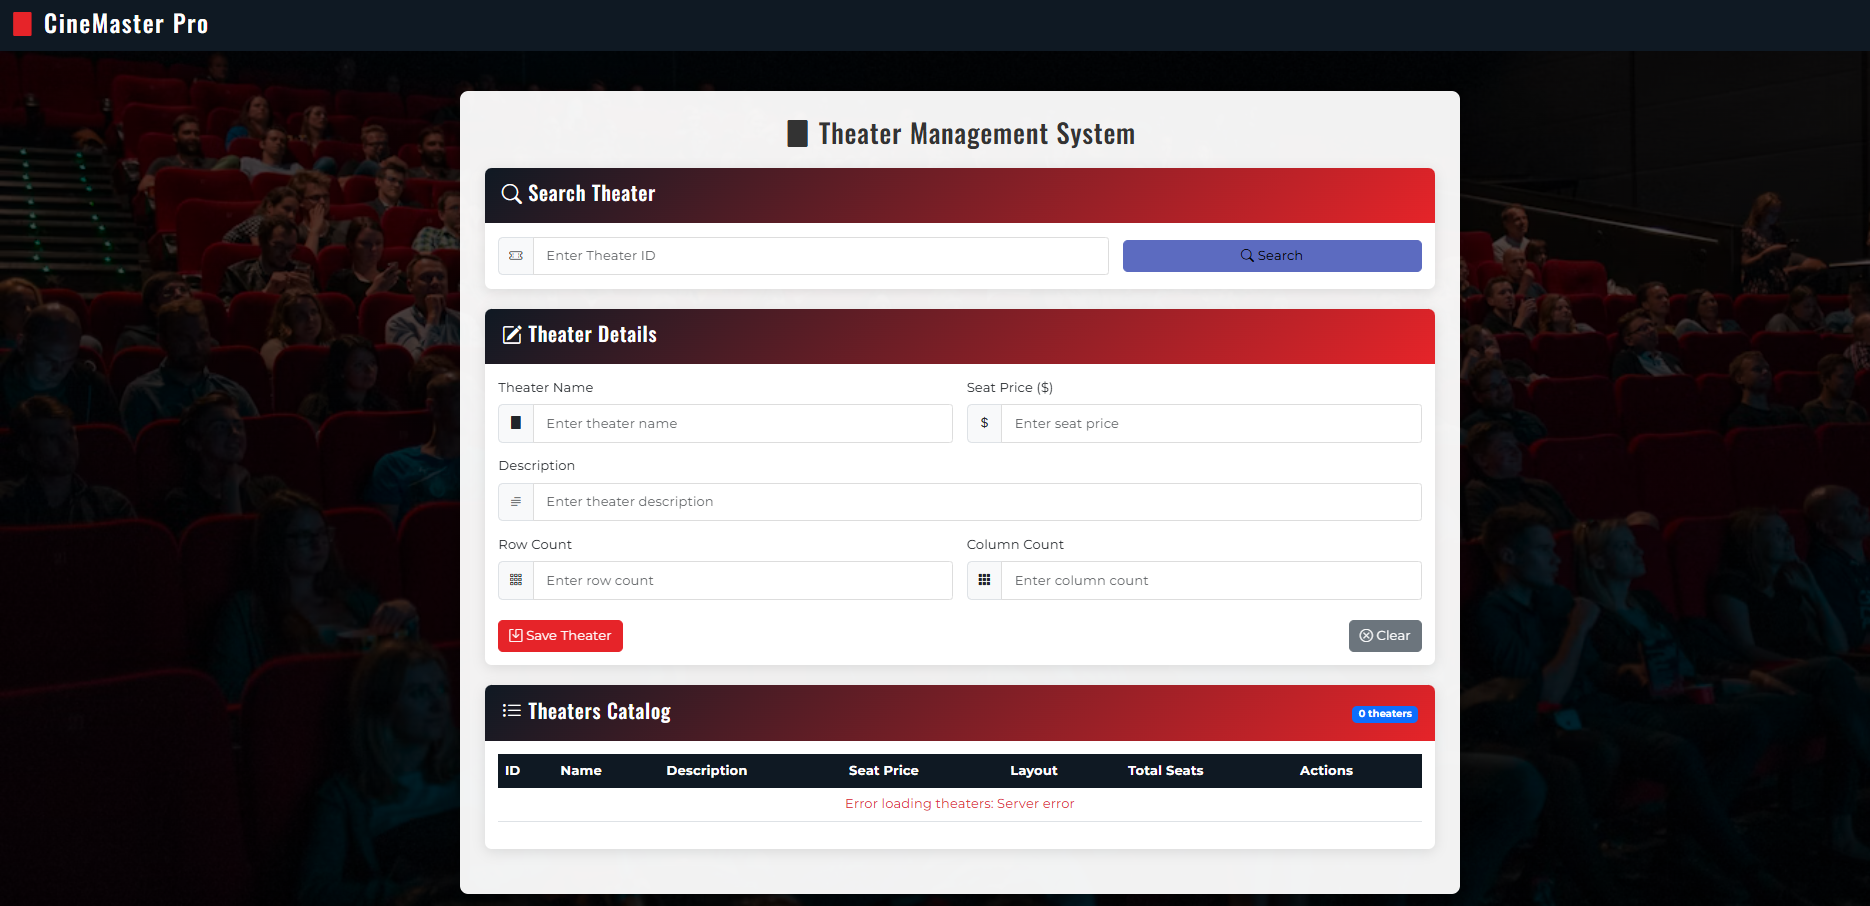 CineMaster Pro
Theater Management System
Search Theater
Enter Theater ID
Search
Theater Details
Theater Name
Seat Price ($)
Enter theater name
$ Enter seat price
Description
Enter theater description
Row Count
Column Count
Enter row count
Enter column count
Save Theater
Clear
Theaters Catalog
0 theaters
ID Name Description Seat Price Layout Total Seats Actions
Error loading theaters: Server error